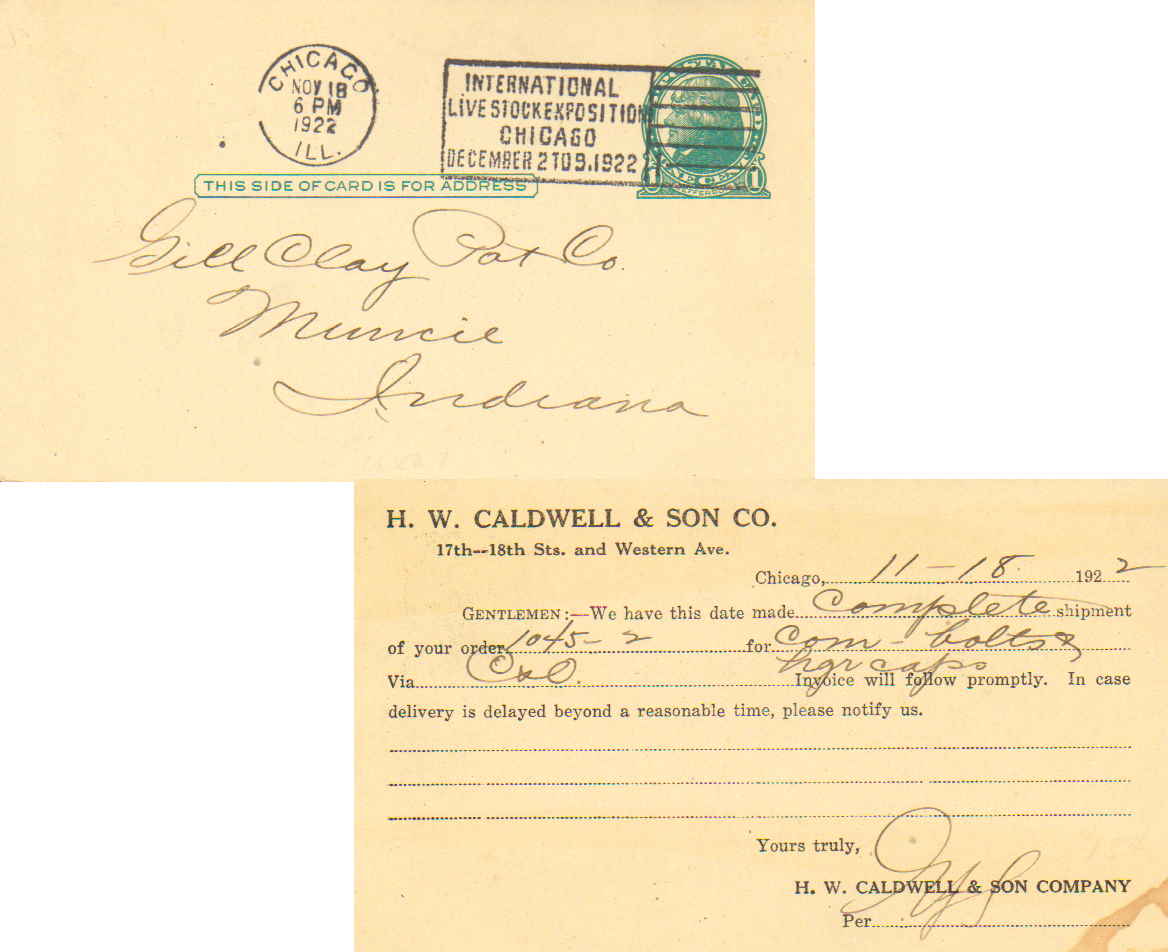 CHICAGO
NOV 18
6 PM
1922
ILL.
INTERNATIONAL
LIVE STOCK EXPOSITION
CHICAGO
DECEMBER 2 TO 9, 1922
THIS SIDE OF CARD IS FOR ADDRESS
1
JEFFERSON
Gill Clay Pot Co.
Muncie
Indiana
H. W. CALDWELL & SON CO.
17th--18th Sts. and Western Ave.
Chicago, 11-18 1922
GENTLEMEN:—We have this date made complete shipment
of your order 1045-2 for com-bolts &
hgr caps
Via C&O. Invoice will follow promptly. In case
delivery is delayed beyond a reasonable time, please notify us.
Yours truly,
H. W. CALDWELL & SON COMPANY
Per